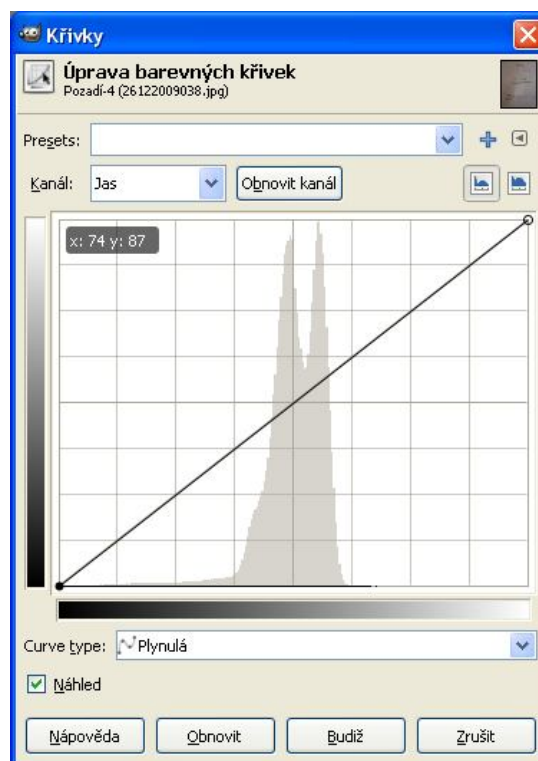 Křivky
Úprava barevných křivek
Pozadí-4 (26122009038.jpg)
Presets:
Kanál: Jas Obnovit kanál
x: 74 y: 87
Curve type: Plynulá
Náhled
Nápověda Obnovit Budiž Zrušit